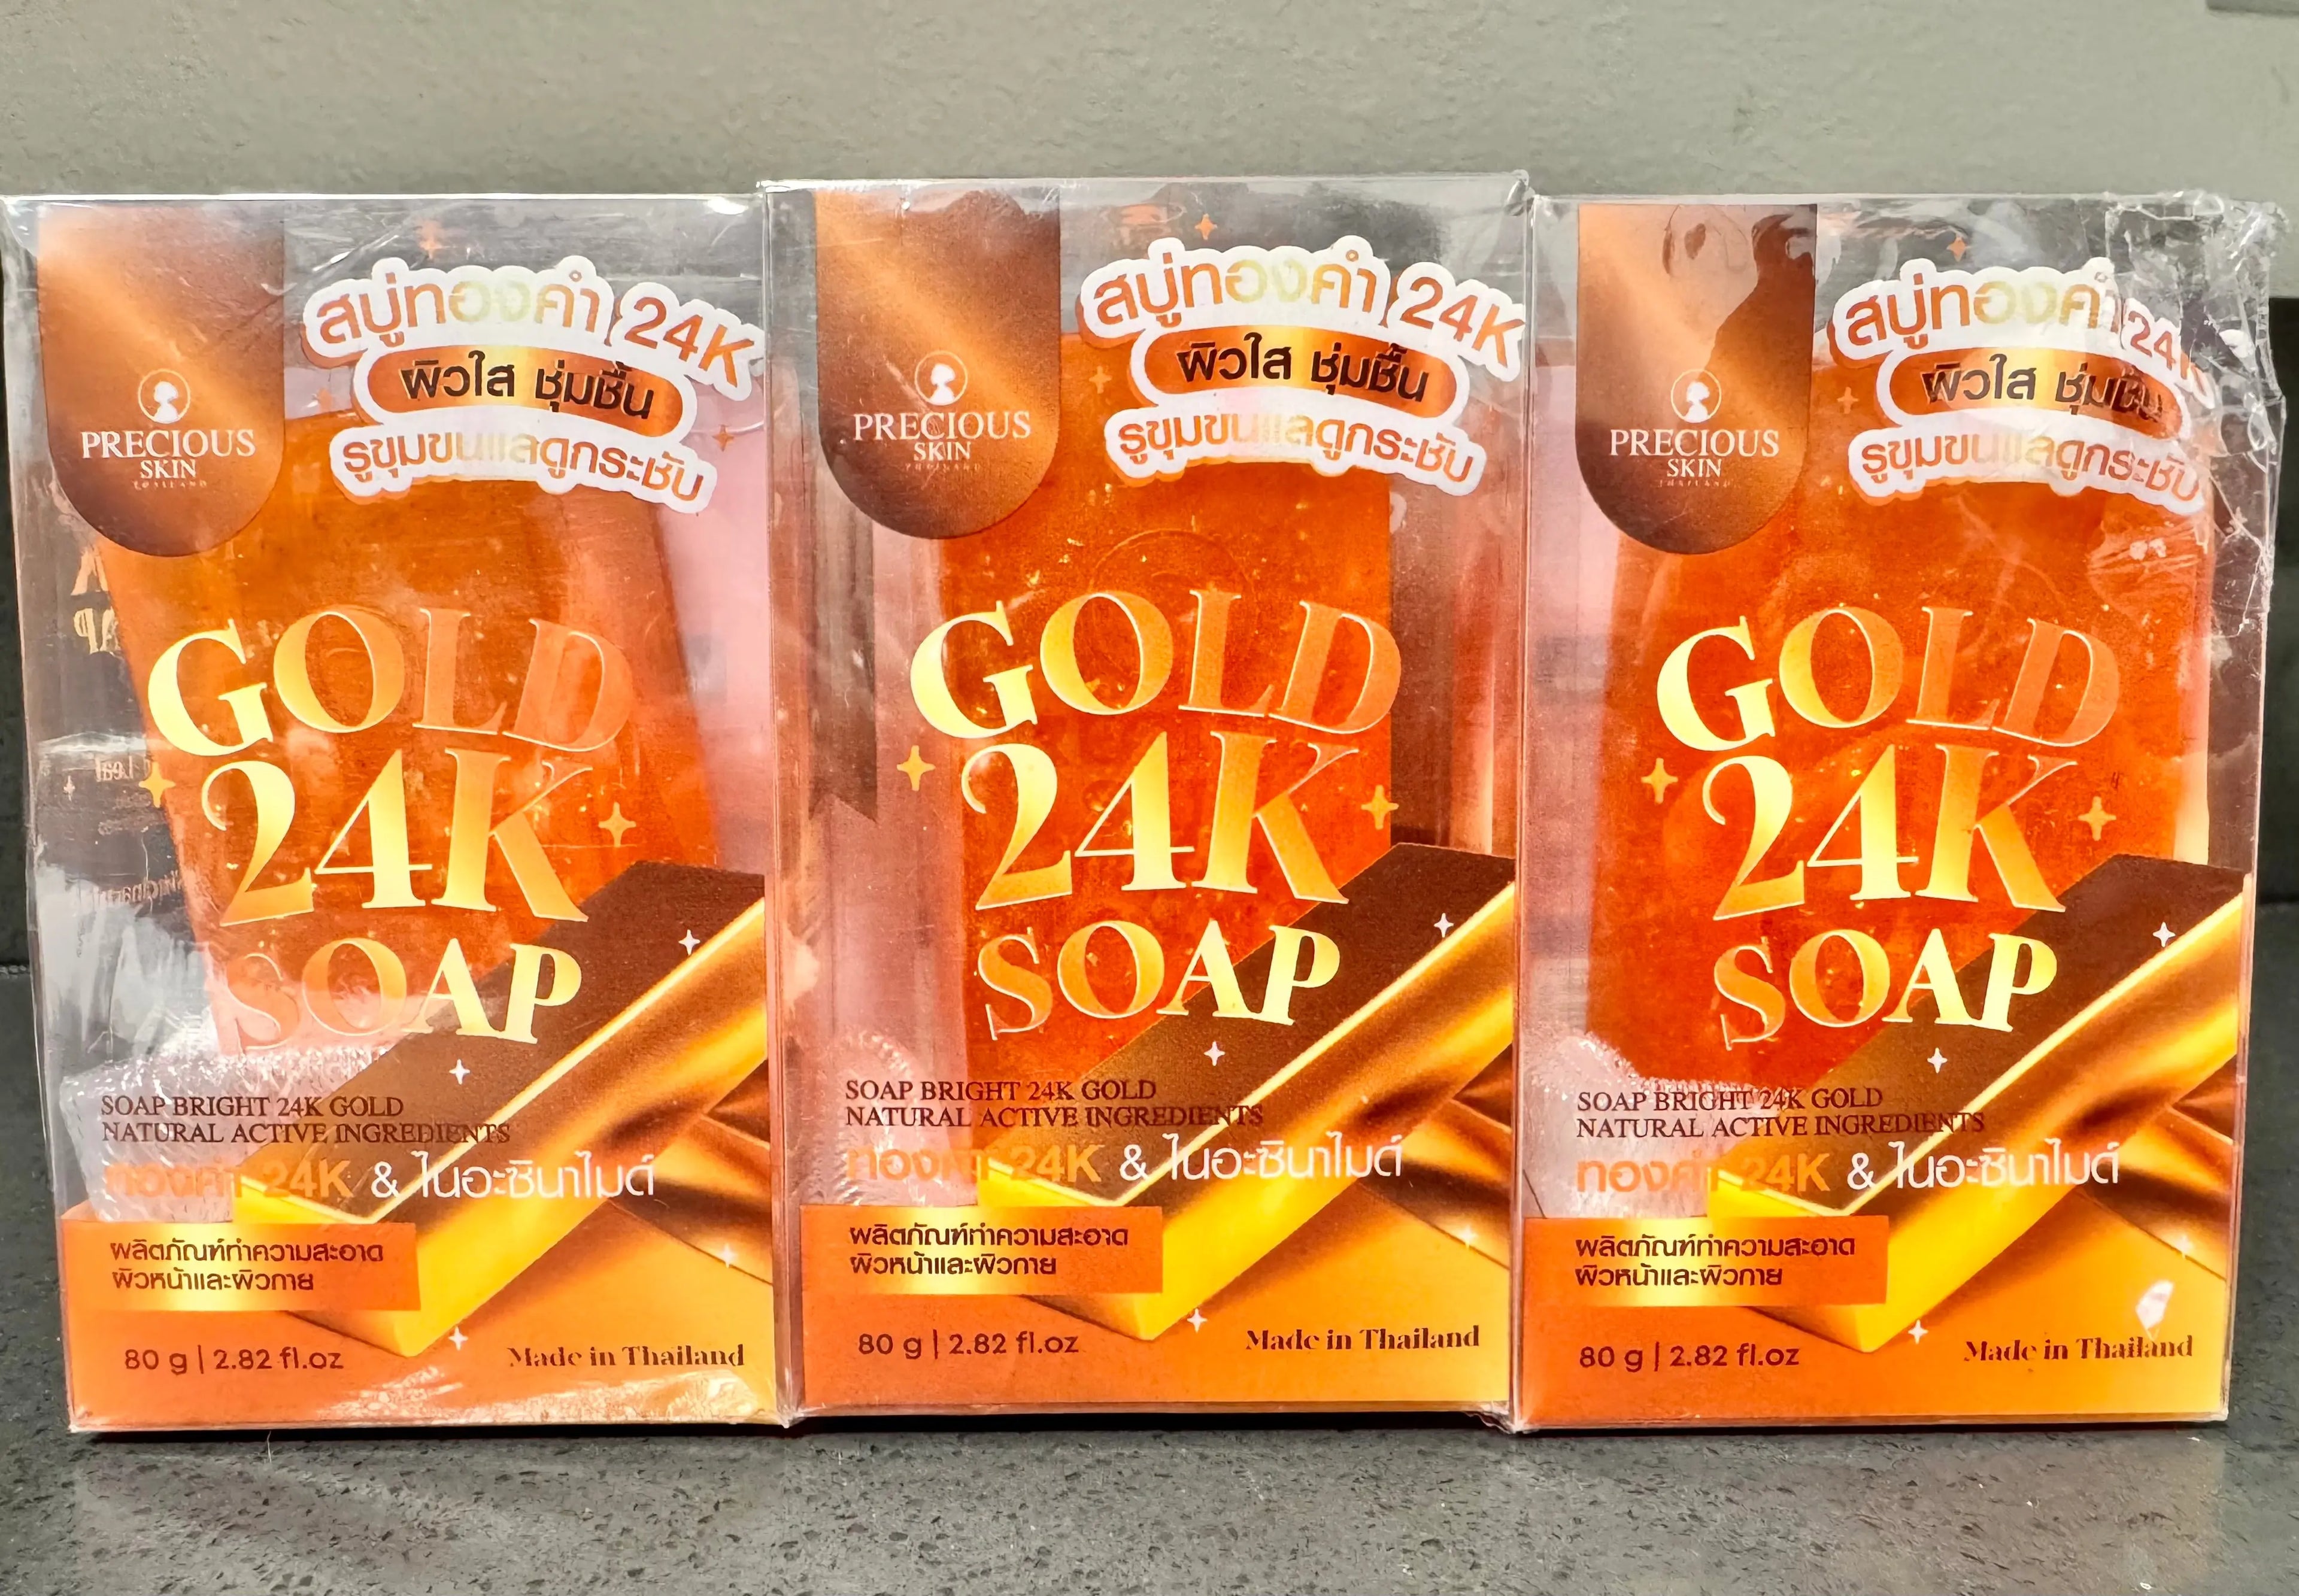 PRECIOUS
SKIN
THAILAND
สบู่ทองคำ 24K
ผิวใส ชุ่มชื้น
รูขุมขนแลดูกระชับ
GOLD
24K
SOAP
SOAP BRIGHT 24K GOLD
NATURAL ACTIVE INGREDIENTS
ทองคำ 24K & ไนอะซินาไมด์
ผลิตภัณฑ์ทำความสะอาด
ผิวหน้าและผิวกาย
80 g | 2.82 fl.oz
Made in Thailand
PRECIOUS
SKIN
THAILAND
สบู่ทองคำ 24K
ผิวใส ชุ่มชื้น
รูขุมขนแลดูกระชับ
GOLD
24K
SOAP
SOAP BRIGHT 24K GOLD
NATURAL ACTIVE INGREDIENTS
ทองคำ 24K & ไนอะซินาไมด์
ผลิตภัณฑ์ทำความสะอาด
ผิวหน้าและผิวกาย
80 g | 2.82 fl.oz
Made in Thailand
PRECIOUS
SKIN
THAILAND
สบู่ทองคำ 24K
ผิวใส ชุ่มชื้น
รูขุมขนแลดูกระชับ
GOLD
24K
SOAP
SOAP BRIGHT 24K GOLD
NATURAL ACTIVE INGREDIENTS
ทองคำ 24K & ไนอะซินาไมด์
ผลิตภัณฑ์ทำความสะอาด
ผิวหน้าและผิวกาย
80 g | 2.82 fl.oz
Made in Thailand